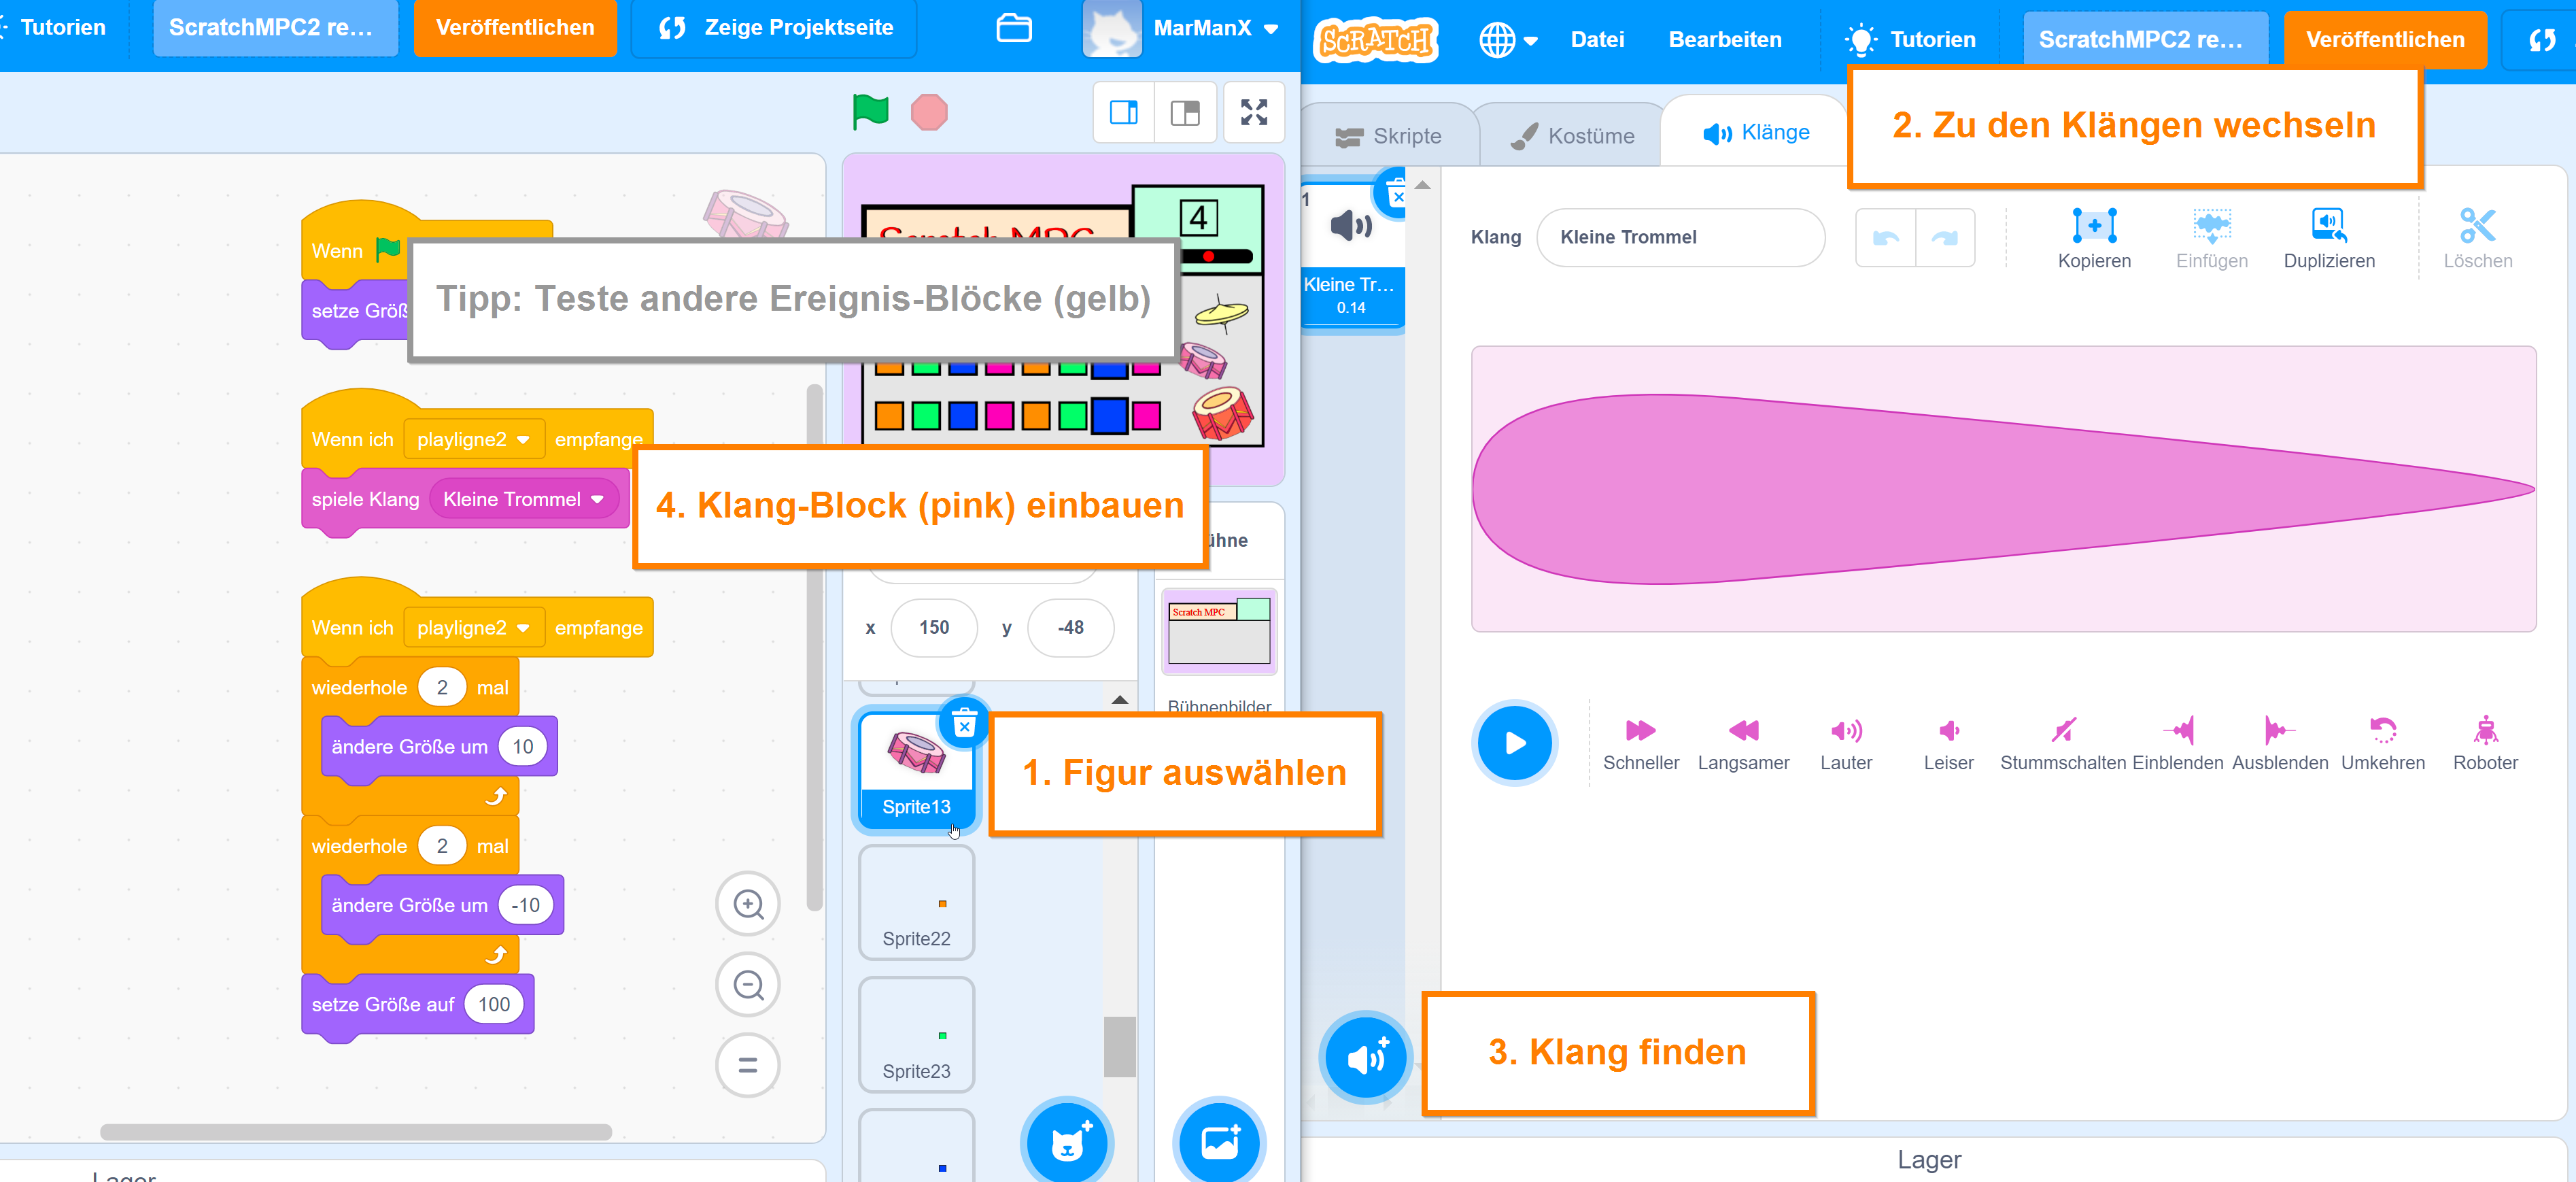 Tutorien
ScratchMPC2 re...
Veröffentlichen
Zeige Projektseite
MarManX
Wenn
setze Größ
Tipp: Teste andere Ereignis-Blöcke (gelb)
Wenn ich playligne2 empfange
spiele Klang Kleine Trommel
4. Klang-Block (pink) einbauen
Wenn ich playligne2 empfange
wiederhole 2 mal
ändere Größe um 10
wiederhole 2 mal
ändere Größe um -10
setze Größe auf 100
Scratch MPC
4
ühne
x 150 y -48
Scratch MPC
Bühnenbilder
Sprite13
1. Figur auswählen
Sprite22
Sprite23
Lager
SCRATCH
Datei
Bearbeiten
Tutorien
ScratchMPC2 re...
Veröffentlichen
Skripte
Kostüme
Klänge
2. Zu den Klängen wechseln
1
Kleine Tr...
0.14
Klang Kleine Trommel
Kopieren
Einfügen
Duplizieren
Löschen
Schneller
Langsamer
Lauter
Leiser
Stummschalten
Einblenden
Ausblenden
Umkehren
Roboter
3. Klang finden
Lager